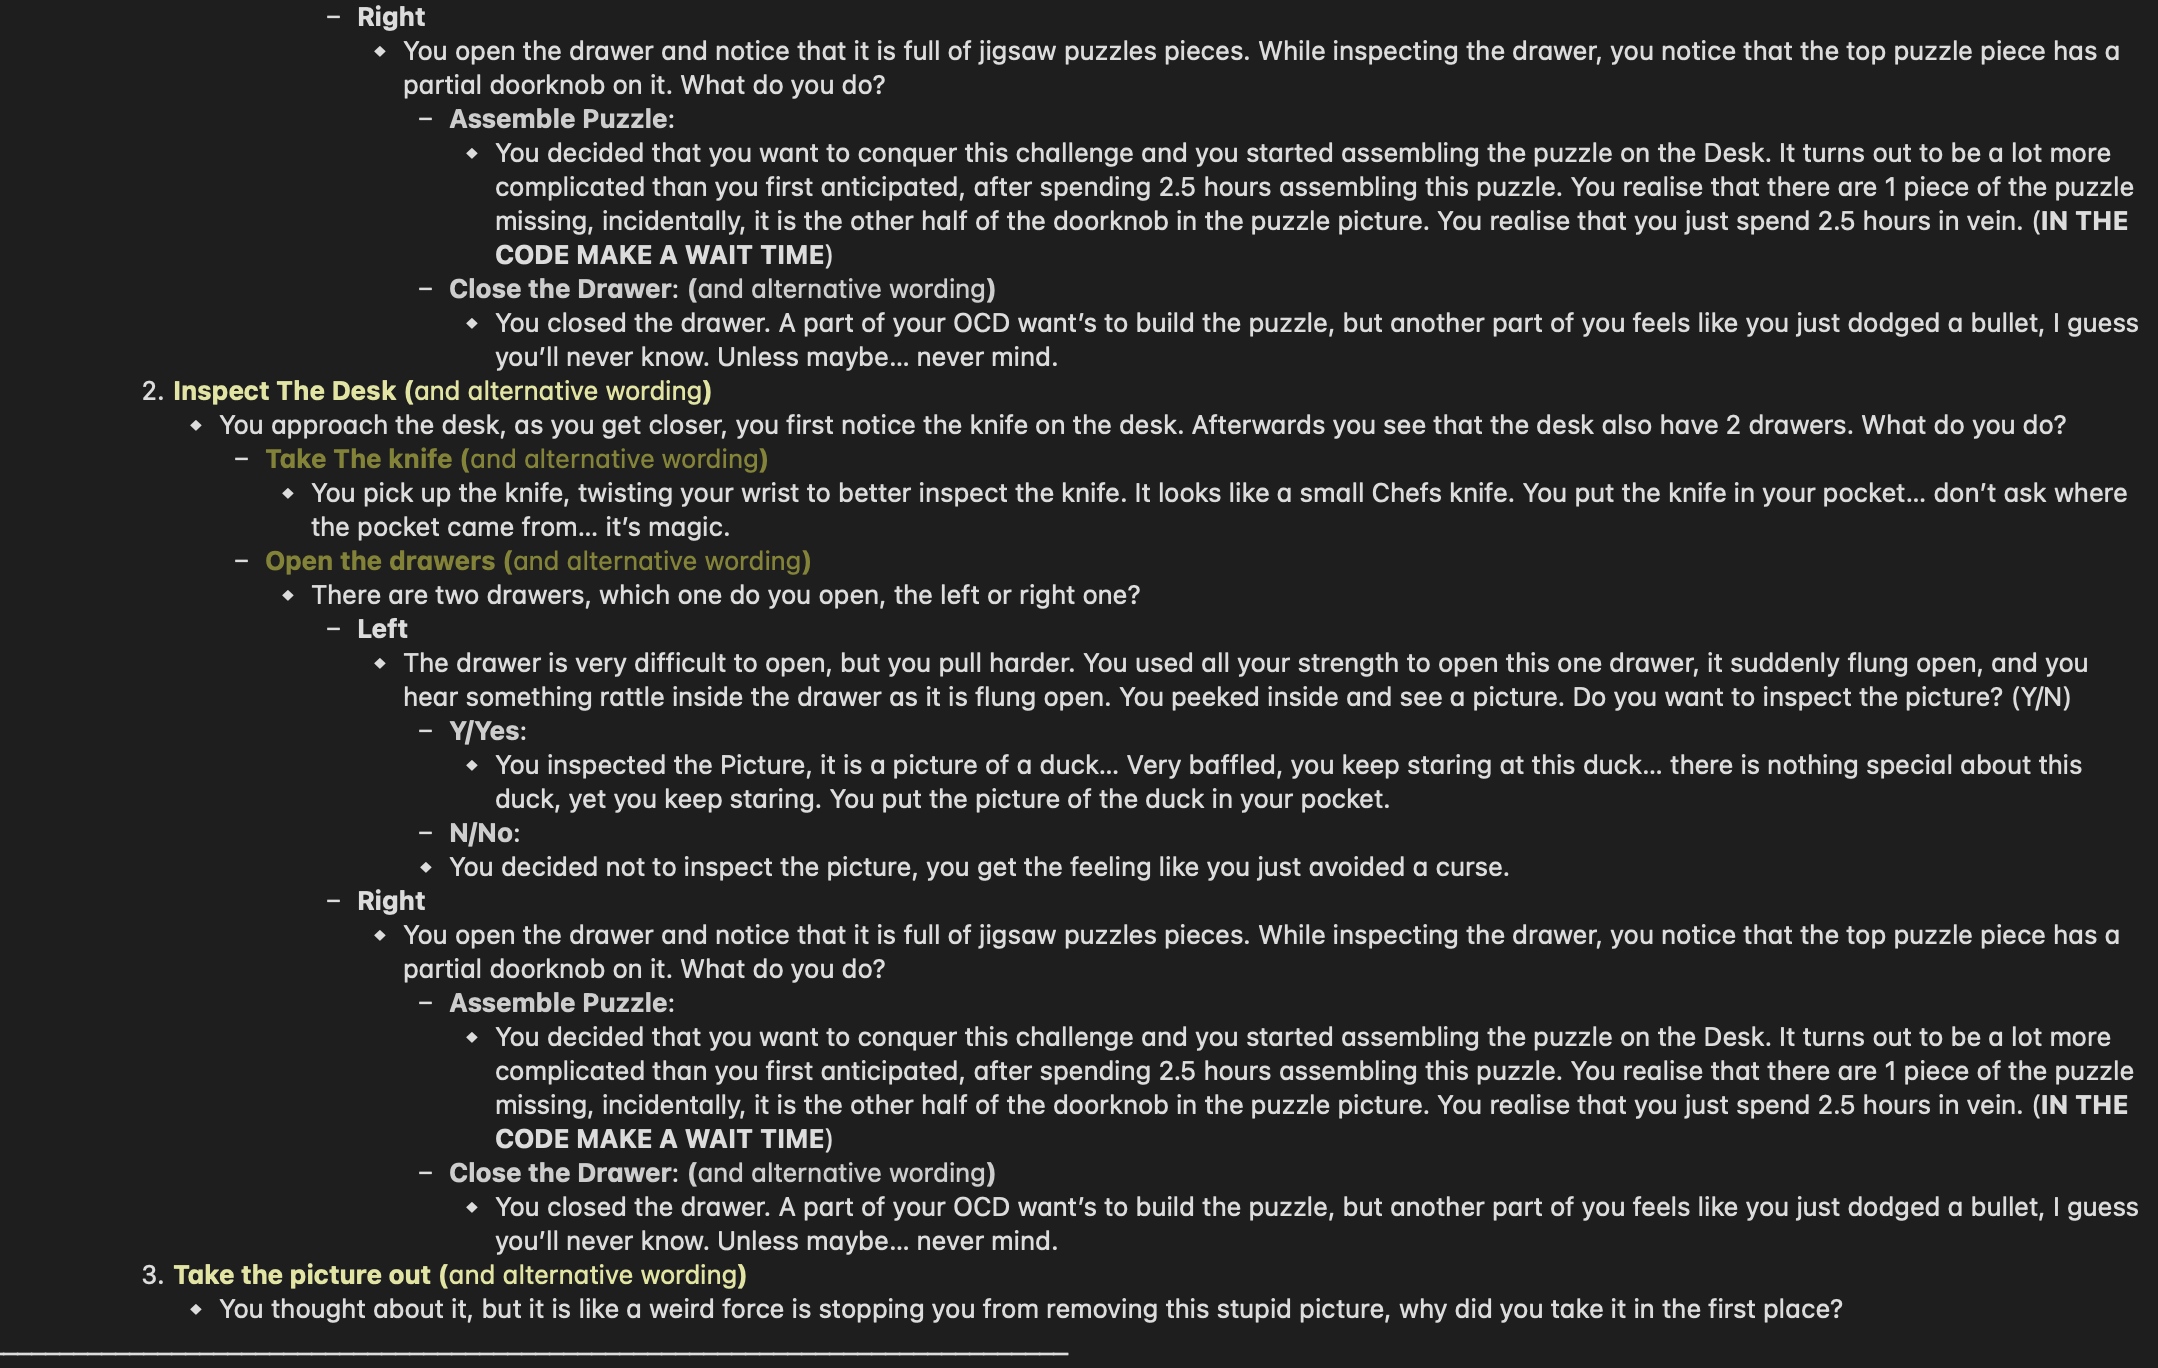 – Right
◆ You open the drawer and notice that it is full of jigsaw puzzles pieces. While inspecting the drawer, you notice that the top puzzle piece has a
partial doorknob on it. What do you do?
– Assemble Puzzle:
◆ You decided that you want to conquer this challenge and you started assembling the puzzle on the Desk. It turns out to be a lot more
complicated than you first anticipated, after spending 2.5 hours assembling this puzzle. You realise that there are 1 piece of the puzzle
missing, incidentally, it is the other half of the doorknob in the puzzle picture. You realise that you just spend 2.5 hours in vein. (IN THE
CODE MAKE A WAIT TIME)
– Close the Drawer: (and alternative wording)
◆ You closed the drawer. A part of your OCD want’s to build the puzzle, but another part of you feels like you just dodged a bullet, I guess
you’ll never know. Unless maybe... never mind.
2. Inspect The Desk (and alternative wording)
◆ You approach the desk, as you get closer, you first notice the knife on the desk. Afterwards you see that the desk also have 2 drawers. What do you do?
– Take The knife (and alternative wording)
◆ You pick up the knife, twisting your wrist to better inspect the knife. It looks like a small Chefs knife. You put the knife in your pocket... don’t ask where
the pocket came from... it’s magic.
– Open the drawers (and alternative wording)
◆ There are two drawers, which one do you open, the left or right one?
– Left
◆ The drawer is very difficult to open, but you pull harder. You used all your strength to open this one drawer, it suddenly flung open, and you
hear something rattle inside the drawer as it is flung open. You peeked inside and see a picture. Do you want to inspect the picture? (Y/N)
– Y/Yes:
◆ You inspected the Picture, it is a picture of a duck... Very baffled, you keep staring at this duck... there is nothing special about this
duck, yet you keep staring. You put the picture of the duck in your pocket.
– N/No:
◆ You decided not to inspect the picture, you get the feeling like you just avoided a curse.
– Right
◆ You open the drawer and notice that it is full of jigsaw puzzles pieces. While inspecting the drawer, you notice that the top puzzle piece has a
partial doorknob on it. What do you do?
– Assemble Puzzle:
◆ You decided that you want to conquer this challenge and you started assembling the puzzle on the Desk. It turns out to be a lot more
complicated than you first anticipated, after spending 2.5 hours assembling this puzzle. You realise that there are 1 piece of the puzzle
missing, incidentally, it is the other half of the doorknob in the puzzle picture. You realise that you just spend 2.5 hours in vein. (IN THE
CODE MAKE A WAIT TIME)
– Close the Drawer: (and alternative wording)
◆ You closed the drawer. A part of your OCD want’s to build the puzzle, but another part of you feels like you just dodged a bullet, I guess
you’ll never know. Unless maybe... never mind.
3. Take the picture out (and alternative wording)
◆ You thought about it, but it is like a weird force is stopping you from removing this stupid picture, why did you take it in the first place?